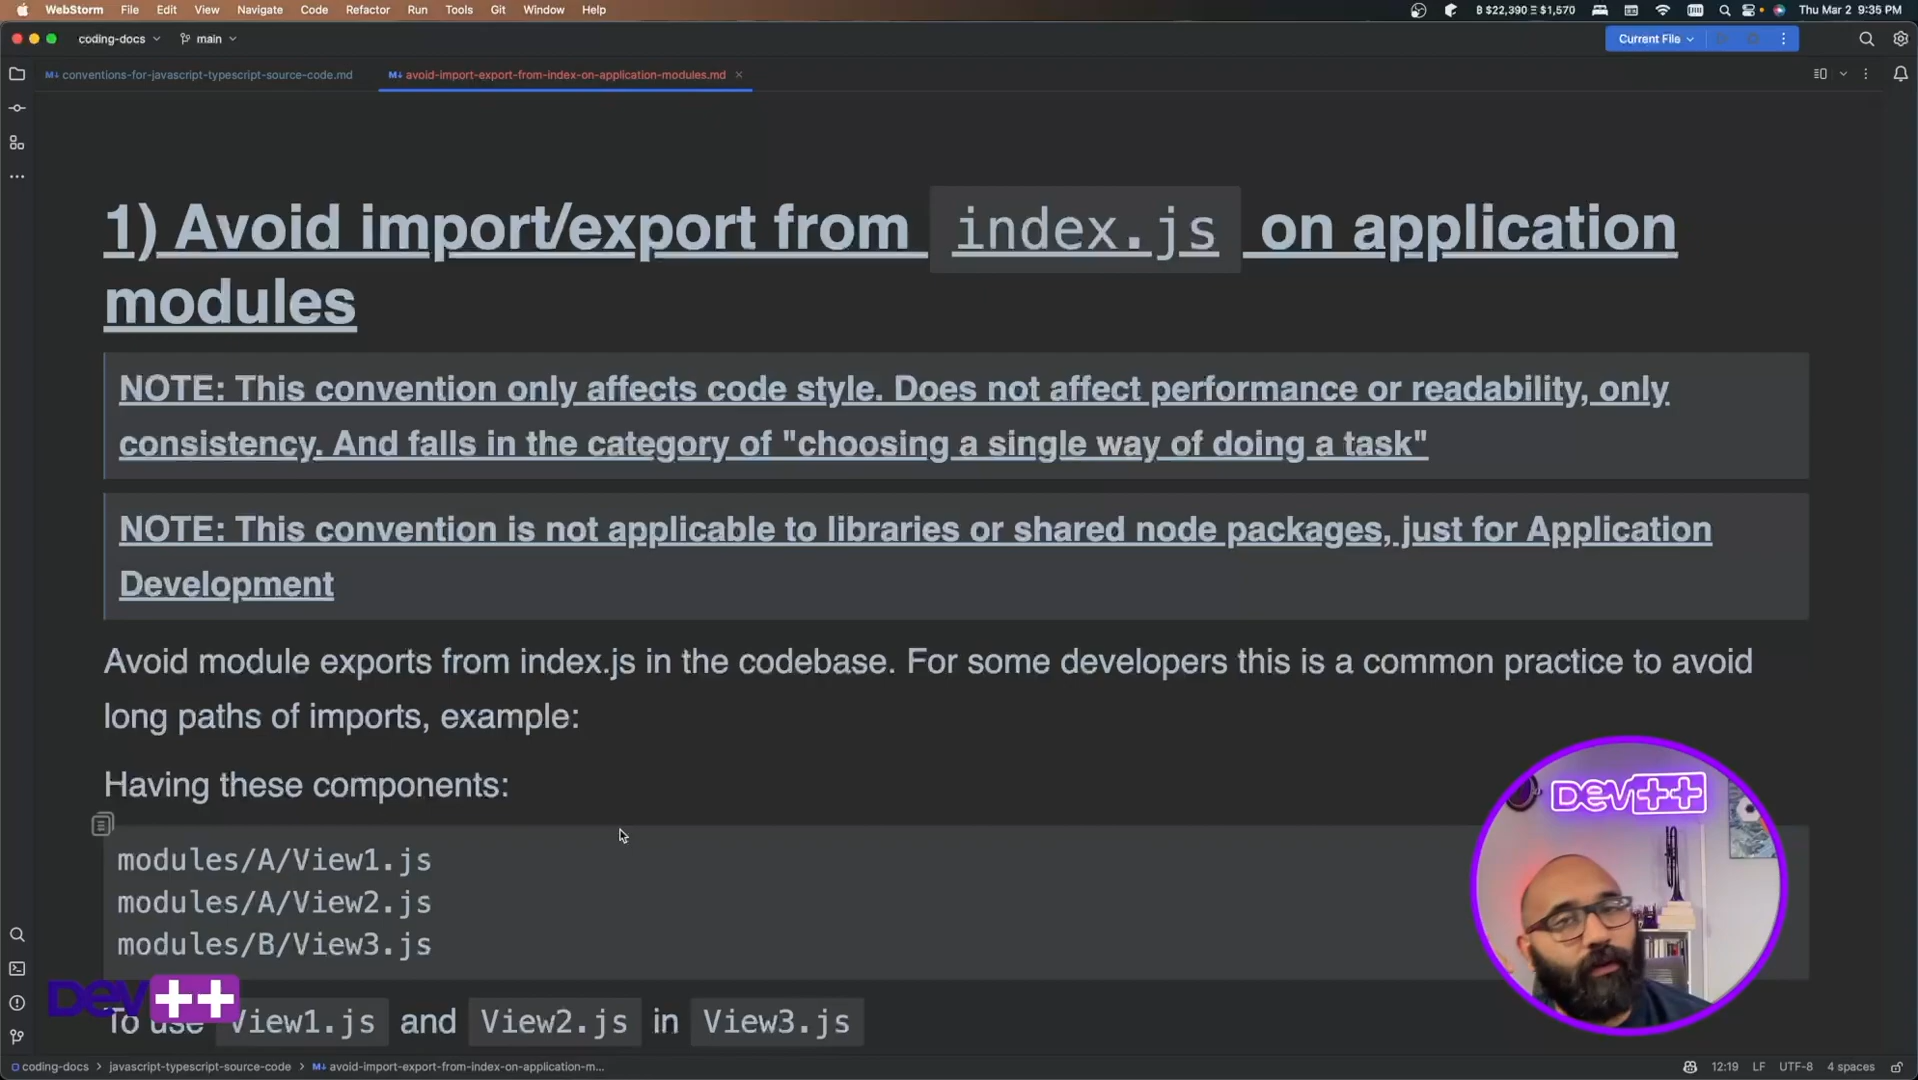 WebStorm File Edit View Navigate Code Refactor Run Tools Git Window Help
₿ $22,390 Ξ $1,570 Thu Mar 2 9:35 PM
coding-docs main Current File
conventions-for-javascript-typescript-source-code.md avoid-import-export-from-index-on-application-modules.md
1) Avoid import/export from index.js on application
modules
NOTE: This convention only affects code style. Does not affect performance or readability, only
consistency. And falls in the category of "choosing a single way of doing a task"
NOTE: This convention is not applicable to libraries or shared node packages, just for Application
Development
Avoid module exports from index.js in the codebase. For some developers this is a common practice to avoid
long paths of imports, example:
Having these components:
modules/A/View1.js
modules/A/View2.js
modules/B/View3.js
Dev++
Dev++
To use View1.js and View2.js in View3.js
coding-docs > javascript-typescript-source-code > avoid-import-export-from-index-on-application-m... 12:19 LF UTF-8 4 spaces